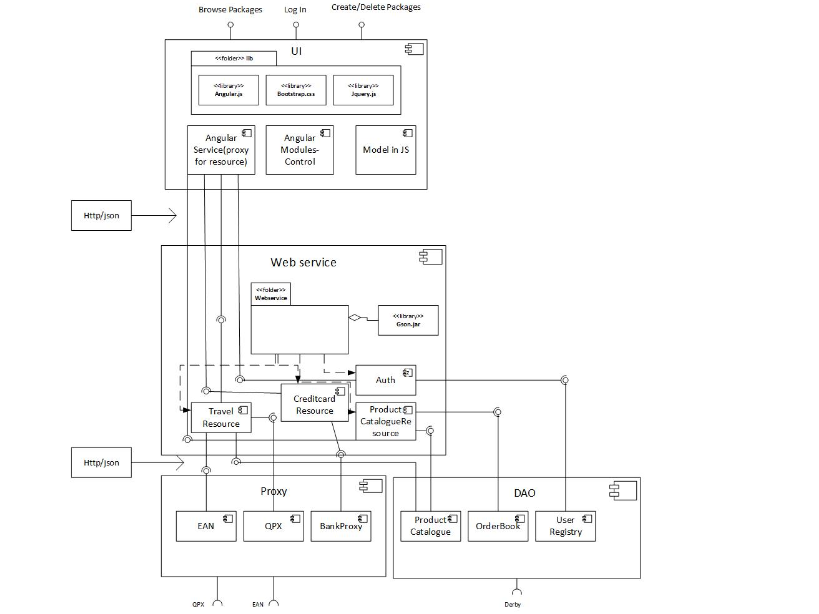 Browse Packages
Log In
Create/Delete Packages
UI
<<folder>> lib
<<library>>
Angular.js
<<library>>
Bootstrap.css
<<library>>
Jquery.js
Angular
Service(proxy
for resource)
Angular
Modules-
Control
Model in JS
Http/json
Web service
<<folder>>
Webservice
<<library>>
Gson.jar
Auth
Creditcard
Resource
Travel
Resource
Product
CatalogueRe
source
Http/json
Proxy
DAO
EAN
QPX
BankProxy
Product
Catalogue
OrderBook
User
Registry
QPX
EAN
Derby